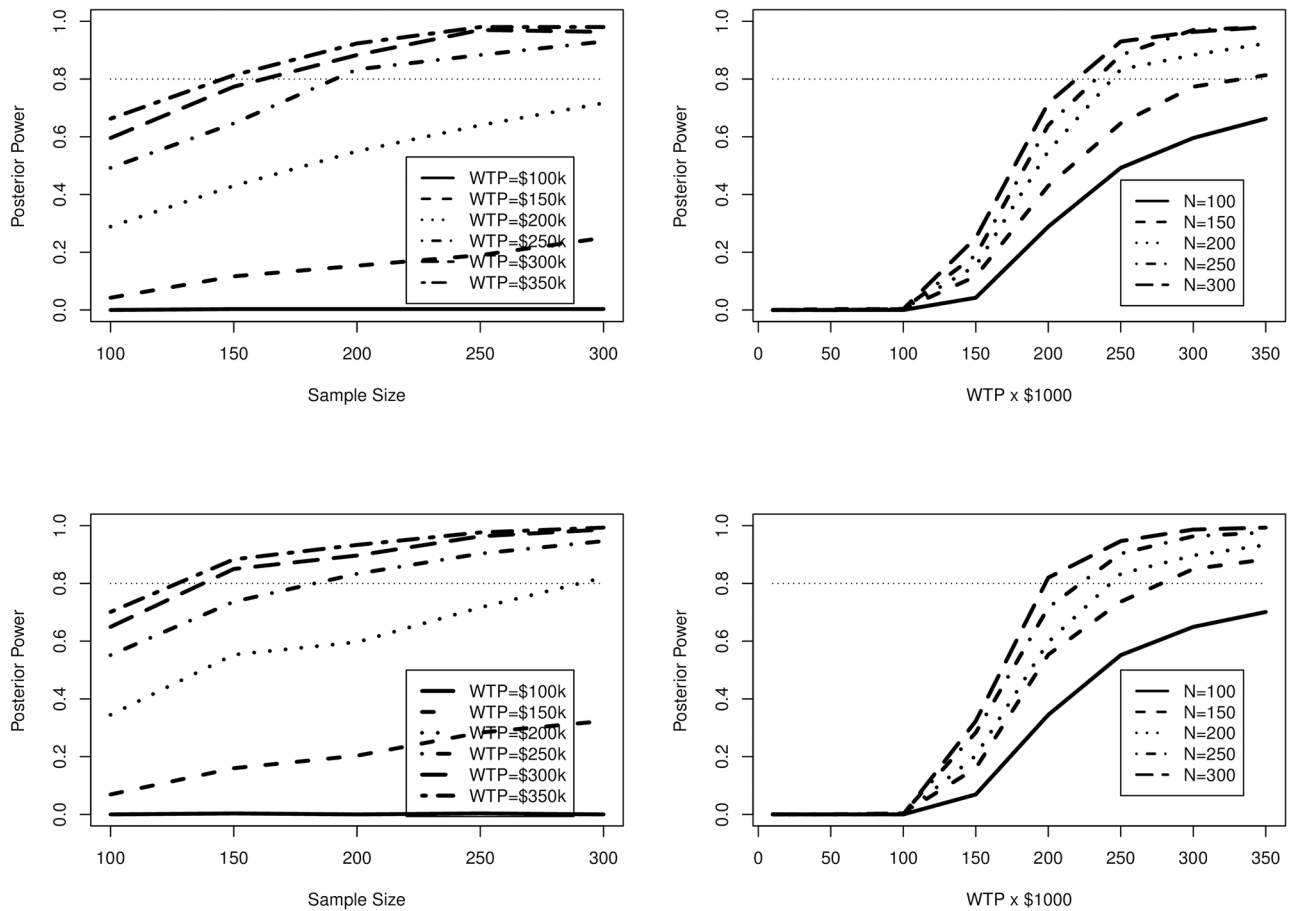 Posterior Power
1.0
0.8
0.6
0.4
0.2
0.0
WTP=$100k
WTP=$150k
WTP=$200k
WTP=$250k
WTP=$300k
WTP=$350k
100 150 200 250 300
Sample Size
Posterior Power
1.0
0.8
0.6
0.4
0.2
0.0
N=100
N=150
N=200
N=250
N=300
0 50 100 150 200 250 300 350
WTP x $1000
Posterior Power
1.0
0.8
0.6
0.4
0.2
0.0
WTP=$100k
WTP=$150k
WTP=$200k
WTP=$250k
WTP=$300k
WTP=$350k
100 150 200 250 300
Sample Size
Posterior Power
1.0
0.8
0.6
0.4
0.2
0.0
N=100
N=150
N=200
N=250
N=300
0 50 100 150 200 250 300 350
WTP x $1000